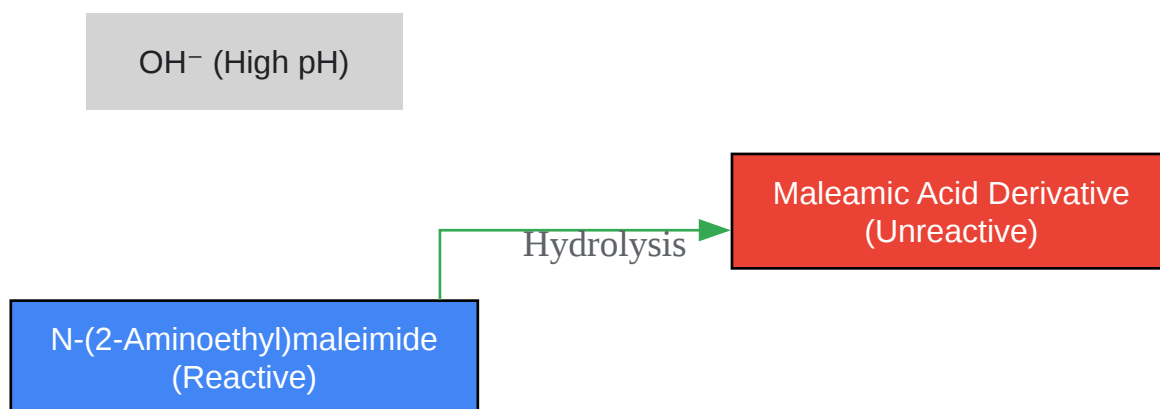 OH⁻ (High pH)
Maleamic Acid Derivative
(Unreactive)
Hydrolysis
N-(2-Aminoethyl)maleimide
(Reactive)